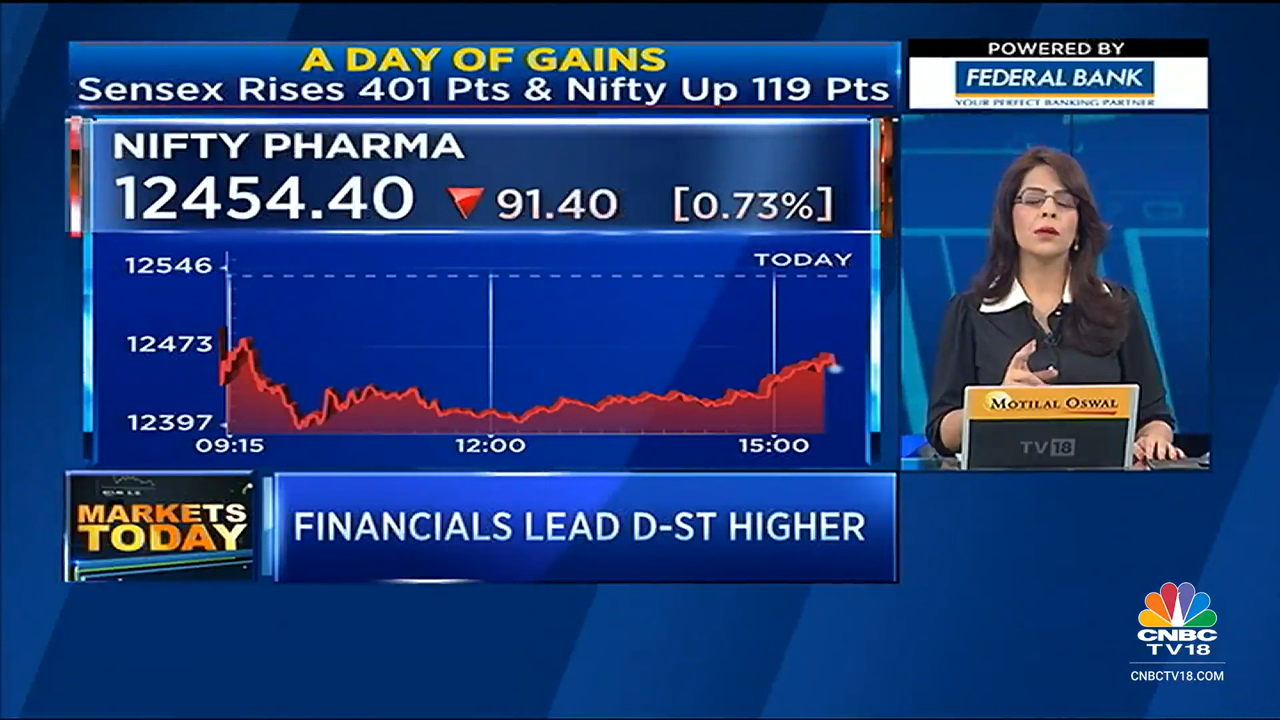 A DAY OF GAINS
Sensex Rises 401 Pts & Nifty Up 119 Pts
POWERED BY
FEDERAL BANK
YOUR PERFECT BANKING PARTNER
NIFTY PHARMA
12454.40 ▼ 91.40 [0.73%]
TODAY
12546
12473
12397
09:15 12:00 15:00
MOTILAL OSWAL
TV18
MARKETS
TODAY
FINANCIALS LEAD D-ST HIGHER
CNBC
TV18
CNBCTV18.COM